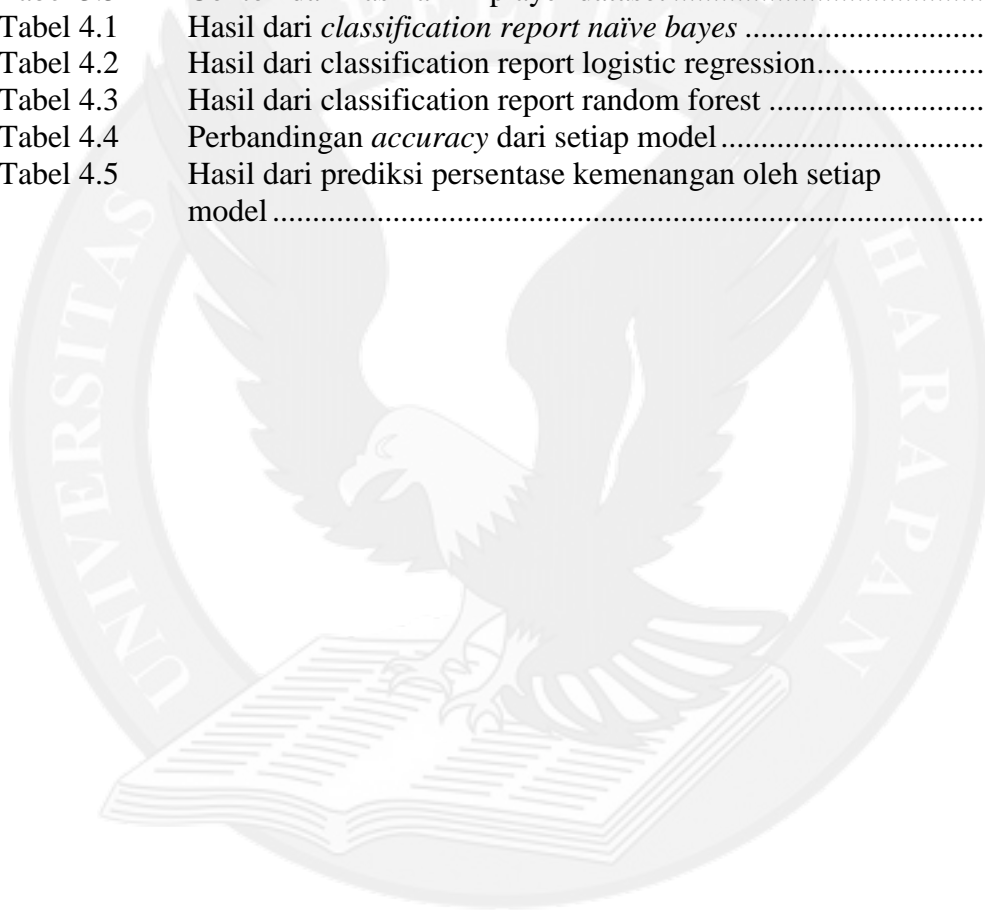 Tabel 4.1 Hasil dari classification report naïve bayes ...............................
Tabel 4.2 Hasil dari classification report logistic regression......................
Tabel 4.3 Hasil dari classification report random forest ............................
Tabel 4.4 Perbandingan accuracy dari setiap model..................................
Tabel 4.5 Hasil dari prediksi persentase kemenangan oleh setiap
model...........................................................................................
UNIVERSITAS
HARAPAN